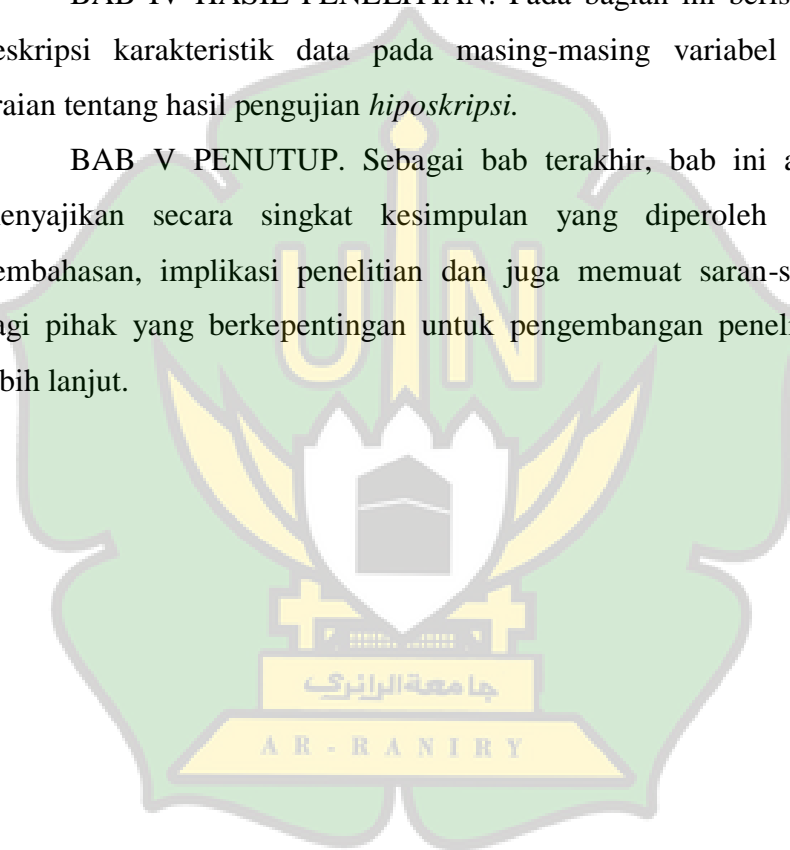 BAB IV HASIL PENELITIAN. Pada bagian ini beris
eskripsi karakteristik data pada masing-masing variabel
raian tentang hasil pengujian hiposkripsi.
BAB V PENUTUP. Sebagai bab terakhir, bab ini a
enyajikan secara singkat kesimpulan yang diperoleh
embahasan, implikasi penelitian dan juga memuat saran-s
agi pihak yang berkepentingan untuk pengembangan penel
bih lanjut.
UIN
جامعة الرانري
AR-RANIRY